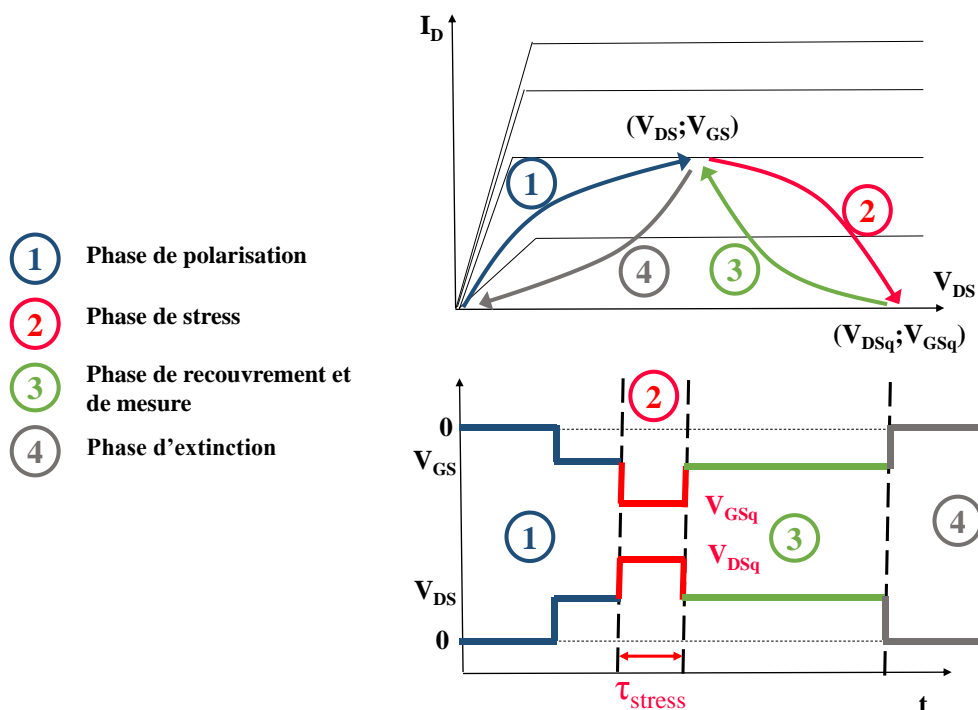 I_D
(V_DS;V_GS)
1
2
3
4
V_DS
(V_DSq;V_GSq)
1 Phase de polarisation
2 Phase de stress
3 Phase de recouvrement et
de mesure
4 Phase d'extinction
2
0
V_GS
V_GSq
1
3
4
V_DSq
V_DS
0
τ_stress
t